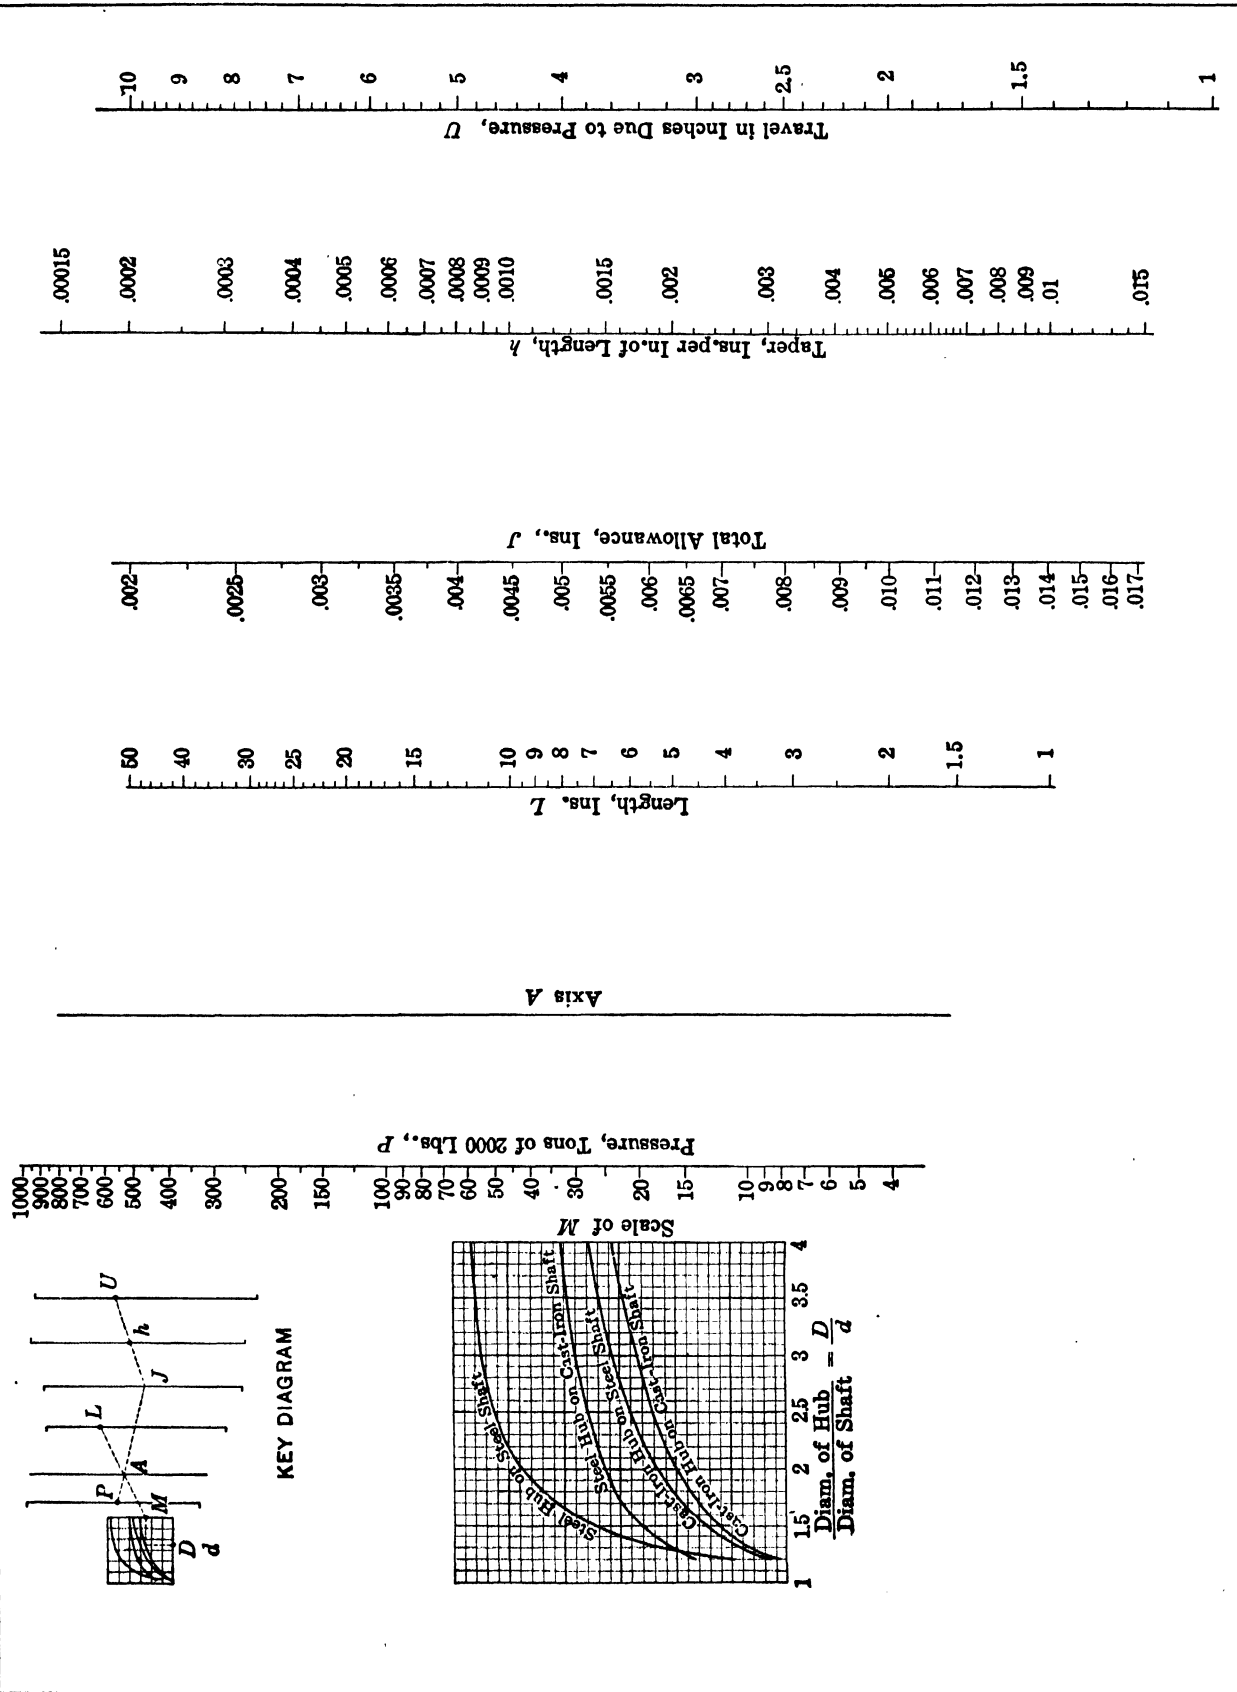 Travel in Inches Due to Pressure, U
10 9 8 7 6 5 4 3 2.5 2 1.5 1
Taper, Ins. per In. of Length, h
.00015 .0002 .0003 .0004 .0005 .0006 .0007 .0008 .0009 .0010 .0015 .002 .003 .004 .005 .006 .007 .008 .009 .01 .015
Total Allowance, Ins., J
.002 .0025 .003 .0035 .004 .0045 .005 .0055 .006 .0065 .007 .008 .009 .010 .011 .012 .013 .014 .015 .016 .017
Length, Ins. L
50 40 30 25 20 15 10 9 8 7 6 5 4 3 2 1.5 1
Axis A
Pressure, Tons of 2000 Lbs., P
1000 900 800 700 600 500 400 300 200 150 100 90 80 70 60 50 40 30 20 15 10 9 8 7 6 5 4
Scale of M
Steel Hub on Steel Shaft
Steel Hub on Cast-Iron Shaft
Cast-Iron Hub on Steel Shaft
Cast-Iron Hub on Cast-Iron Shaft
1 1.5 2 2.5 3 3.5 4
Diam. of Hub / Diam. of Shaft = D / d
P A L J h U
M
D
d
KEY DIAGRAM